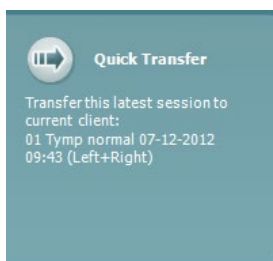 Quick Transfer
Transfer this latest session to
current client:
01 Tymp normal 07-12-2012
09:43 (Left+Right)